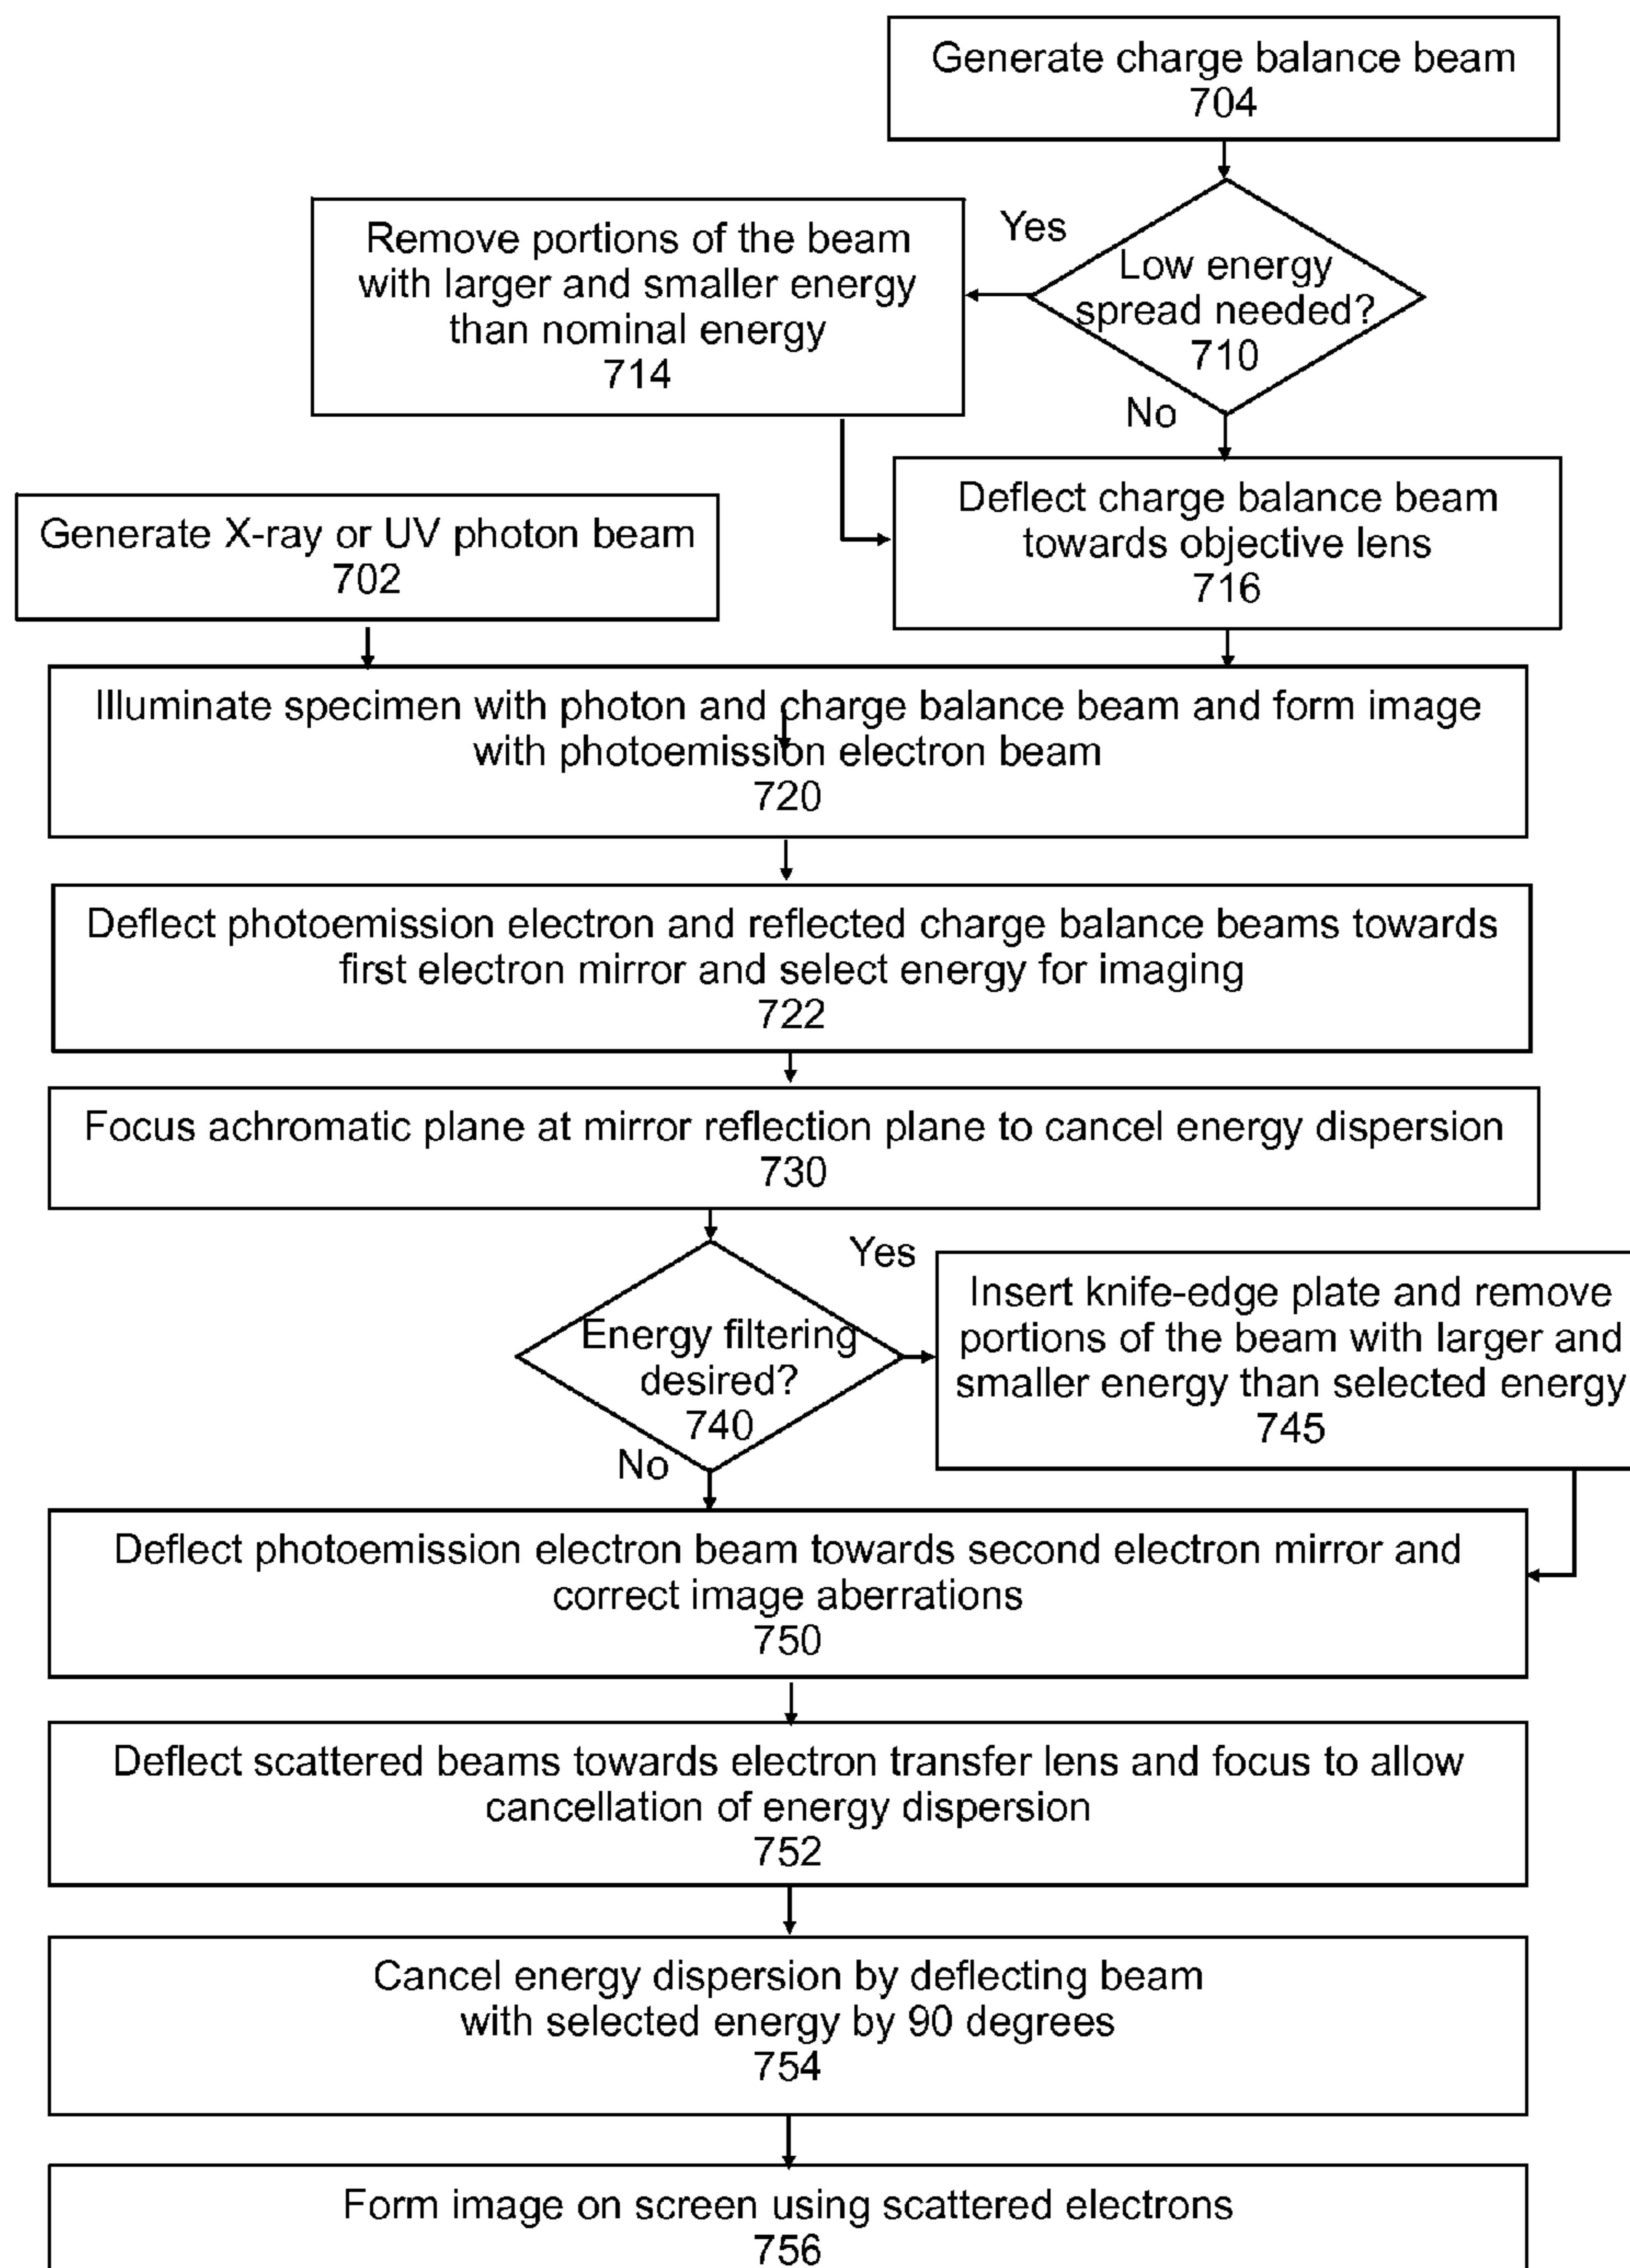 Generate charge balance beam
704
Yes
Low energy
spread needed?
710
Remove portions of the beam
with larger and smaller energy
than nominal energy
714
No
Deflect charge balance beam
towards objective lens
716
Generate X-ray or UV photon beam
702
Illuminate specimen with photon and charge balance beam and form image
with photoemission electron beam
720
Deflect photoemission electron and reflected charge balance beams towards
first electron mirror and select energy for imaging
722
Focus achromatic plane at mirror reflection plane to cancel energy dispersion
730
Energy filtering
desired?
740
Yes
Insert knife-edge plate and remove
portions of the beam with larger and
smaller energy than selected energy
745
No
Deflect photoemission electron beam towards second electron mirror and
correct image aberrations
750
Deflect scattered beams towards electron transfer lens and focus to allow
cancellation of energy dispersion
752
Cancel energy dispersion by deflecting beam
with selected energy by 90 degrees
754
Form image on screen using scattered electrons
756